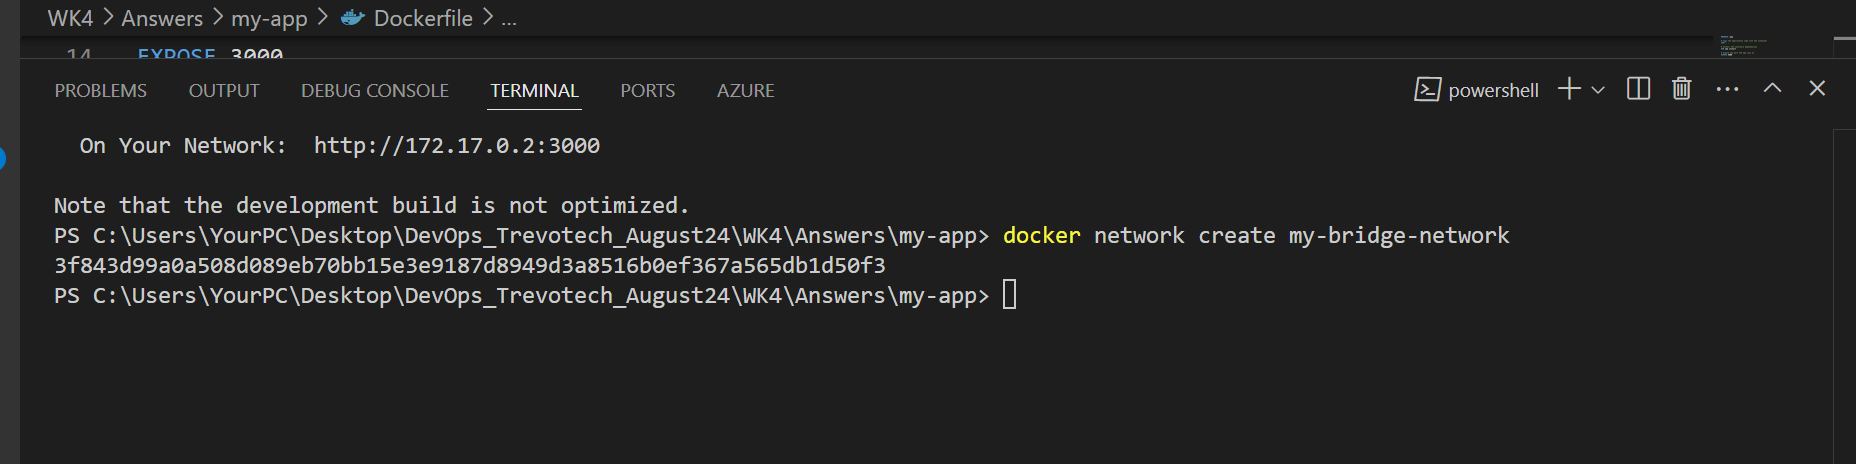 WK4 > Answers > my-app > Dockerfile > ...
14 EXPOSE 3000
PROBLEMS OUTPUT DEBUG CONSOLE TERMINAL PORTS AZURE powershell
On Your Network: http://172.17.0.2:3000
Note that the development build is not optimized.
PS C:\Users\YourPC\Desktop\DevOps_Trevotech_August24\WK4\Answers\my-app> docker network create my-bridge-network
3f843d99a0a508d089eb70bb15e3e9187d8949d3a8516b0ef367a565db1d50f3
PS C:\Users\YourPC\Desktop\DevOps_Trevotech_August24\WK4\Answers\my-app>